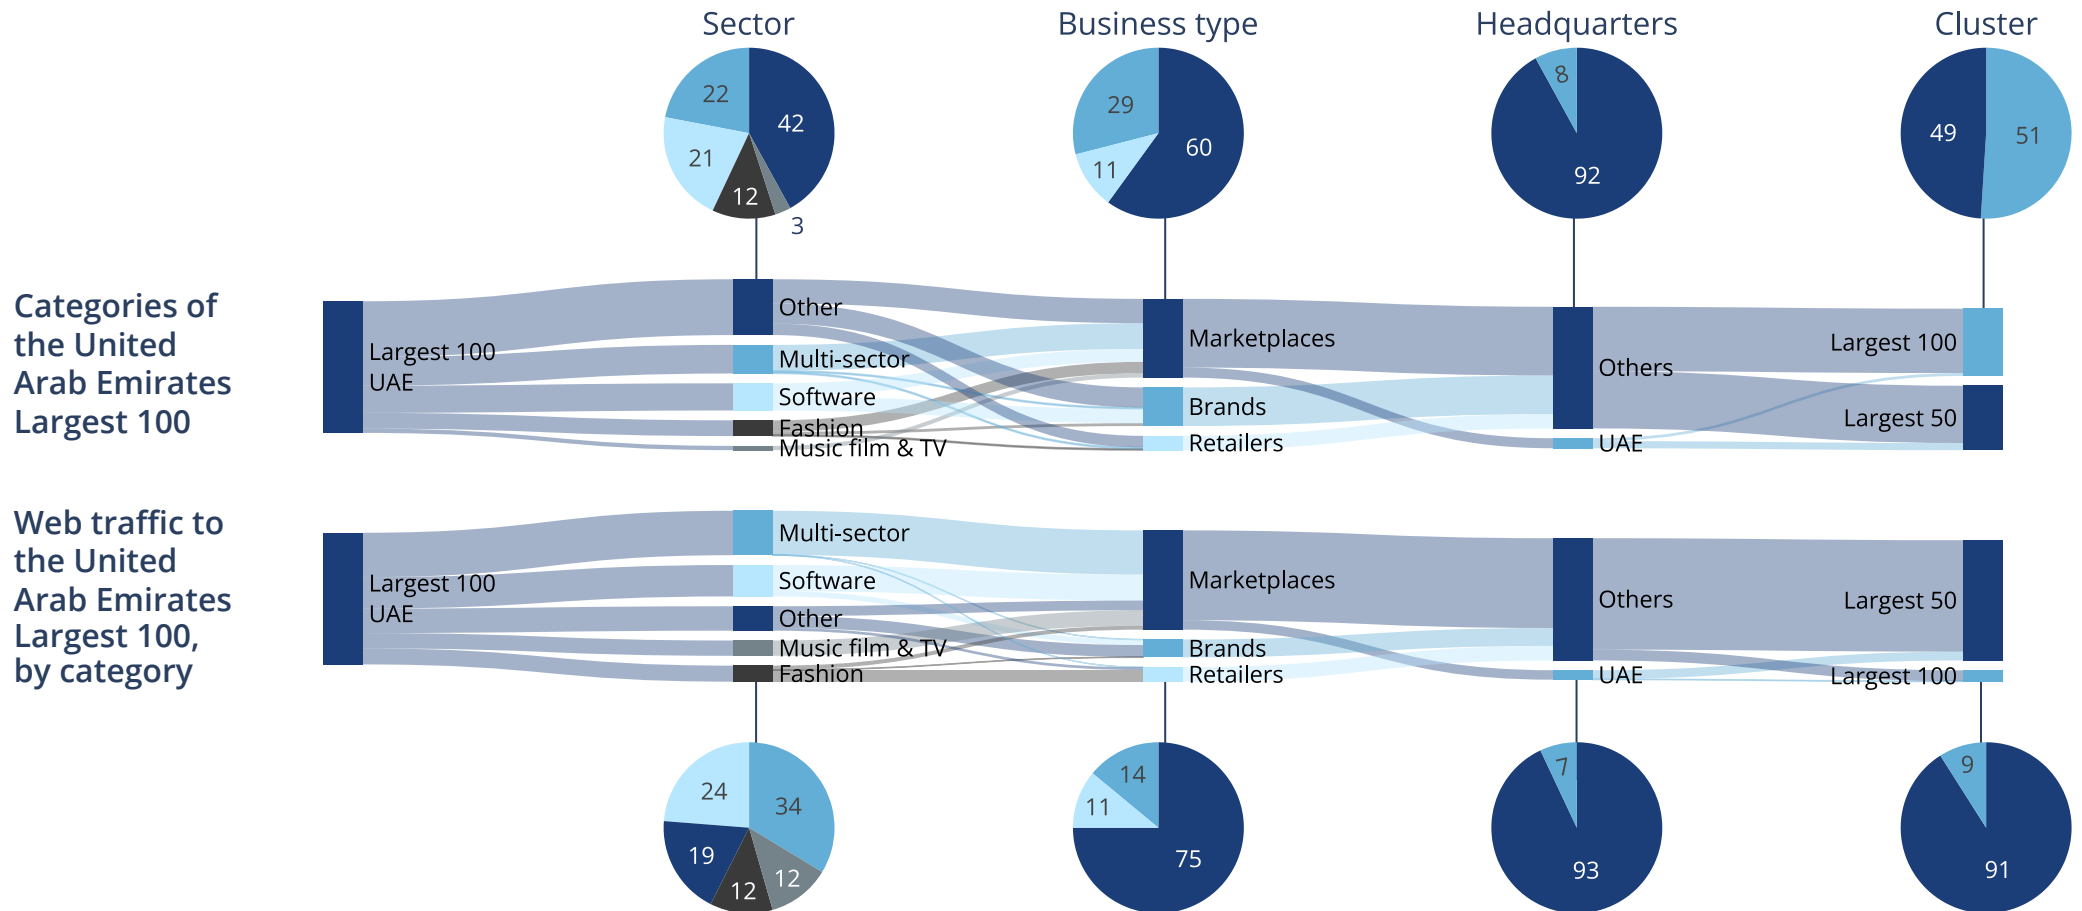 Sector
Business type
Headquarters
Cluster
22
42
21
12
3
29
60
11
8
92
49
51
Categories of
the United
Arab Emirates
Largest 100
Largest 100
UAE
Other
Multi-sector
Software
Fashion
Music film & TV
Marketplaces
Brands
Retailers
Others
UAE
Largest 100
Largest 50
Web traffic to
the United
Arab Emirates
Largest 100,
by category
Largest 100
UAE
Multi-sector
Software
Other
Music film & TV
Fashion
Marketplaces
Brands
Retailers
Others
UAE
Largest 50
Largest 100
24
34
19
12
12
14
11
75
7
93
9
91